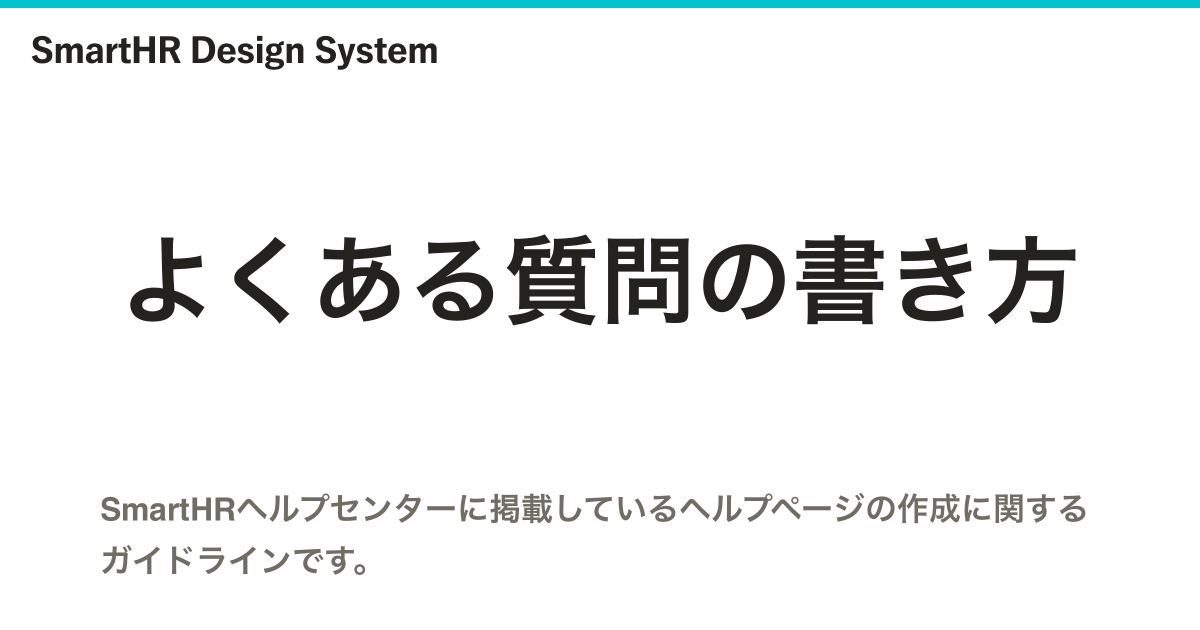 SmartHR Design System
よくある質問の書き方
SmartHRヘルプセンターに掲載しているヘルプページの作成に関する
ガイドラインです。